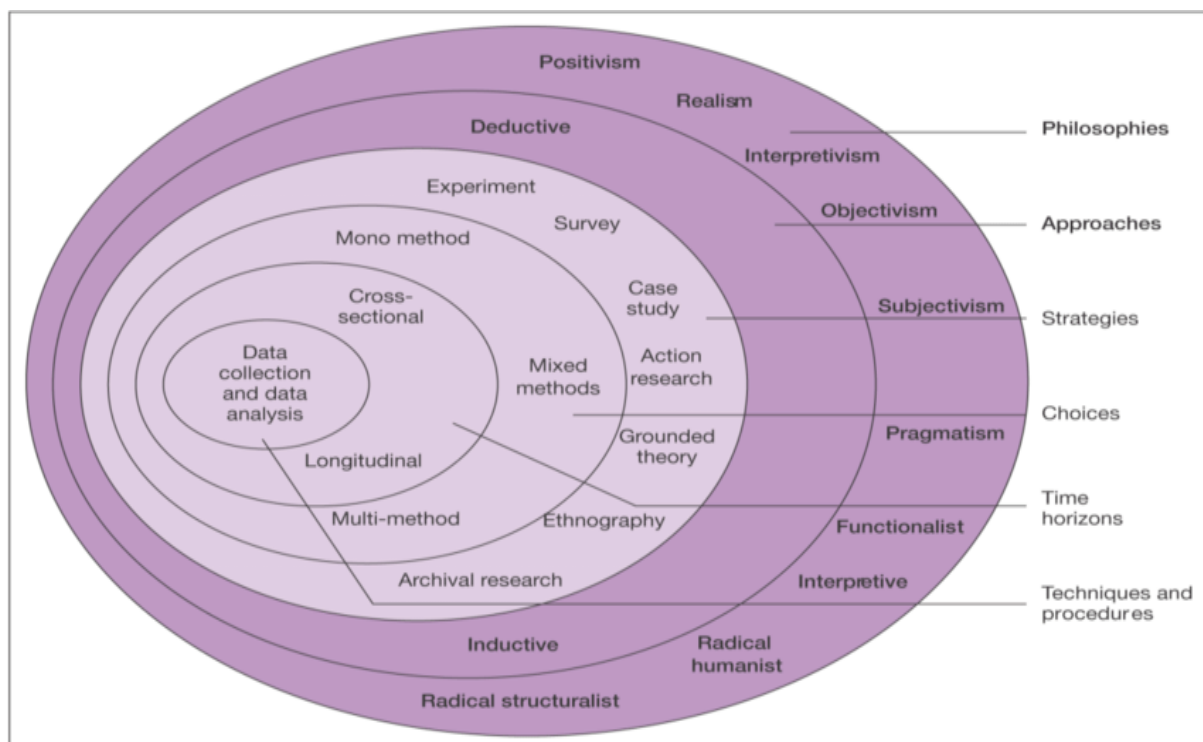 Positivism
Realism
Philosophies
Deductive
Interpretivism
Experiment
Objectivism
Approaches
Survey
Mono method
Case
study
Cross-
sectional
Subjectivism
Strategies
Data
collection
and data
analysis
Mixed
methods
Action
research
Choices
Grounded
theory
Pragmatism
Longitudinal
Time
horizons
Multi-method
Ethnography
Functionalist
Archival research
Interpretive
Techniques and
procedures
Inductive
Radical
humanist
Radical structuralist